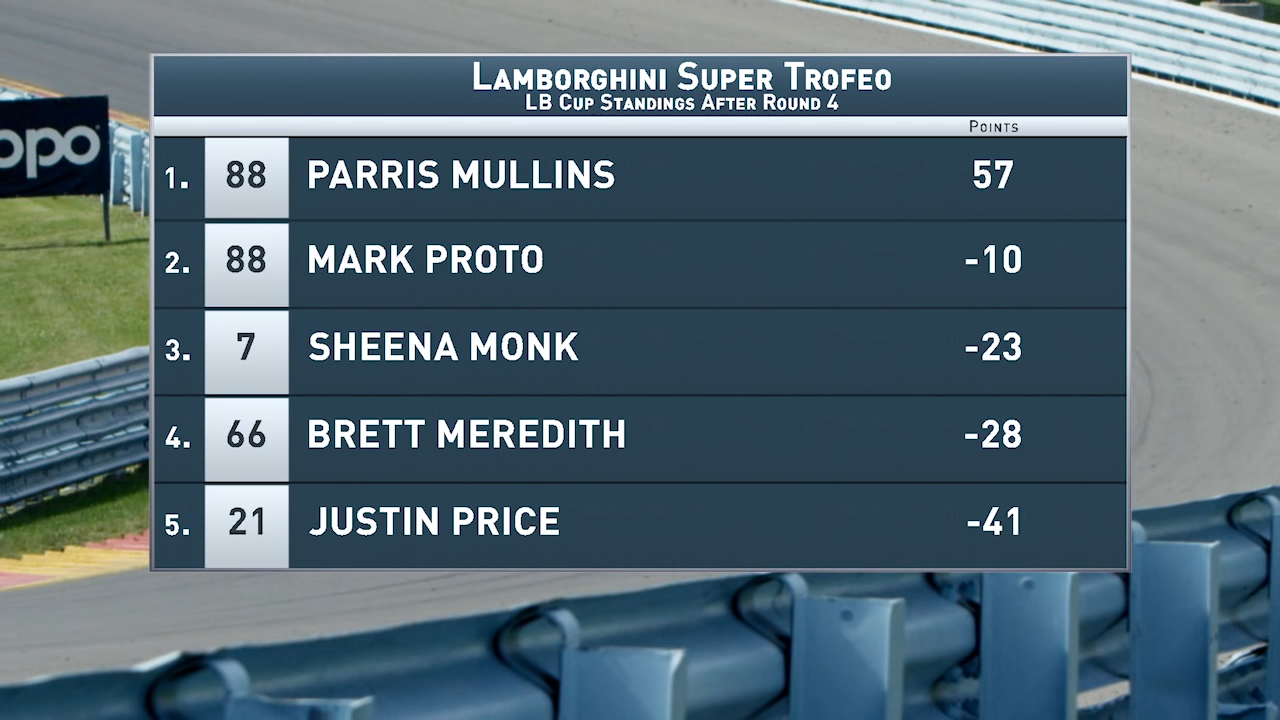 Lamborghini Super Trofeo
LB Cup Standings After Round 4
Points
1. 88 PARRIS MULLINS 57
2. 88 MARK PROTO -10
3. 7 SHEENA MONK -23
4. 66 BRETT MEREDITH -28
5. 21 JUSTIN PRICE -41